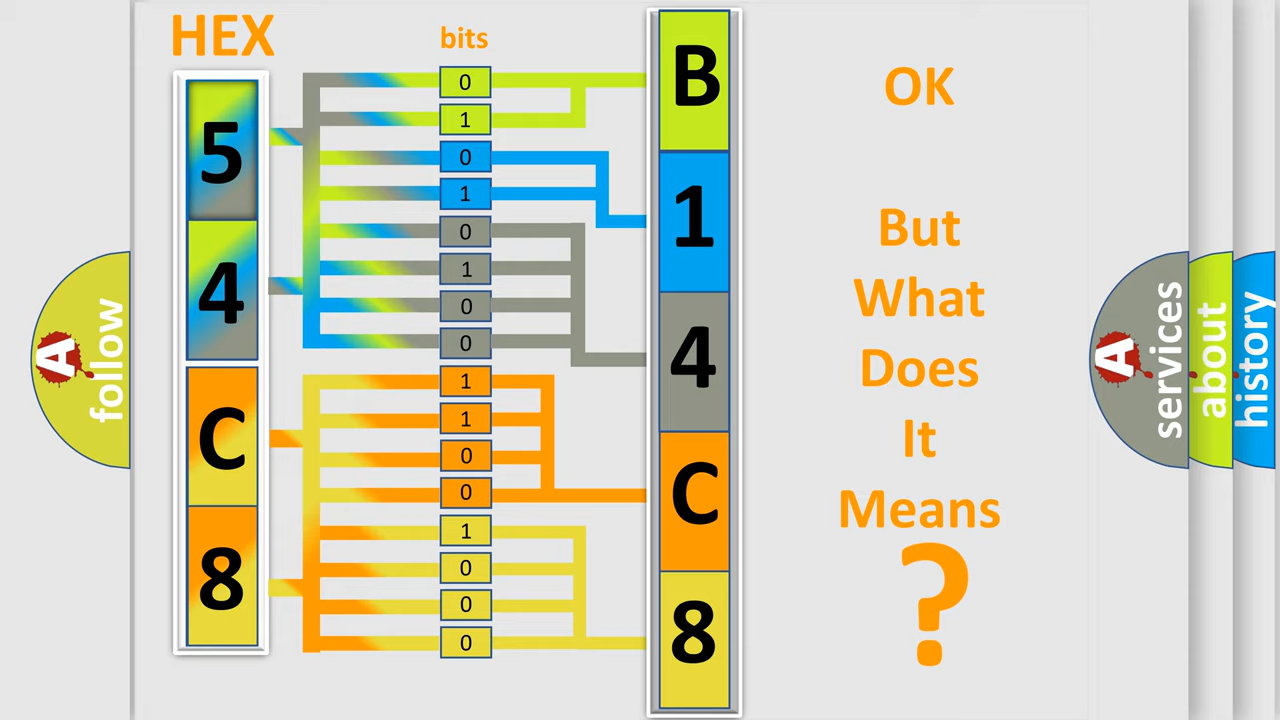 HEX
bits
5
4
C
8
0
1
0
1
0
1
0
0
1
1
0
0
1
0
0
0
B
1
4
C
8
OK
But
What
Does
It
Means
?
A
follow
A
services
about
history